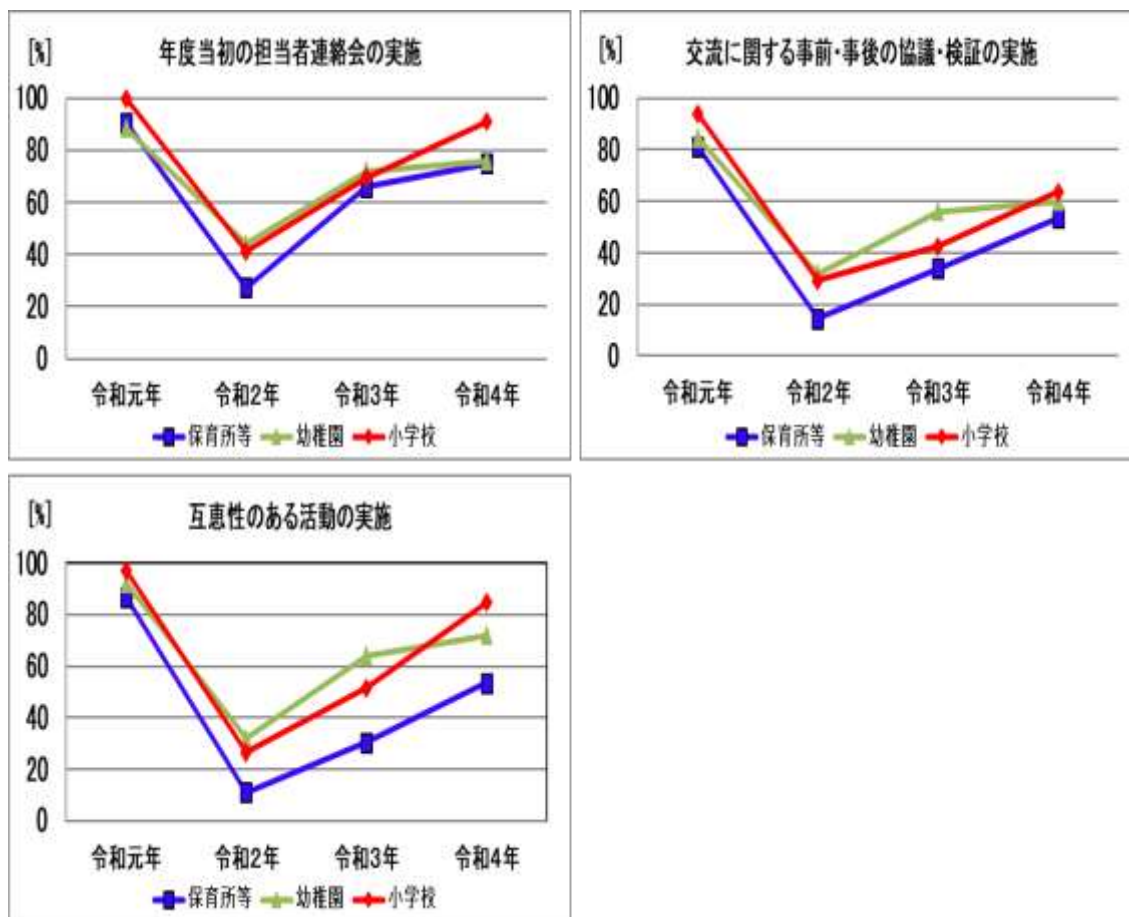 [%]
年度当初の担当者連絡会の実施
100
80
60
40
20
0
令和元年 令和2年 令和3年 令和4年
保育所等 幼稚園 小学校
[%]
交流に関する事前・事後の協議・検証の実施
100
80
60
40
20
0
令和元年 令和2年 令和3年 令和4年
保育所等 幼稚園 小学校
[%]
互恵性のある活動の実施
100
80
60
40
20
0
令和元年 令和2年 令和3年 令和4年
保育所等 幼稚園 小学校